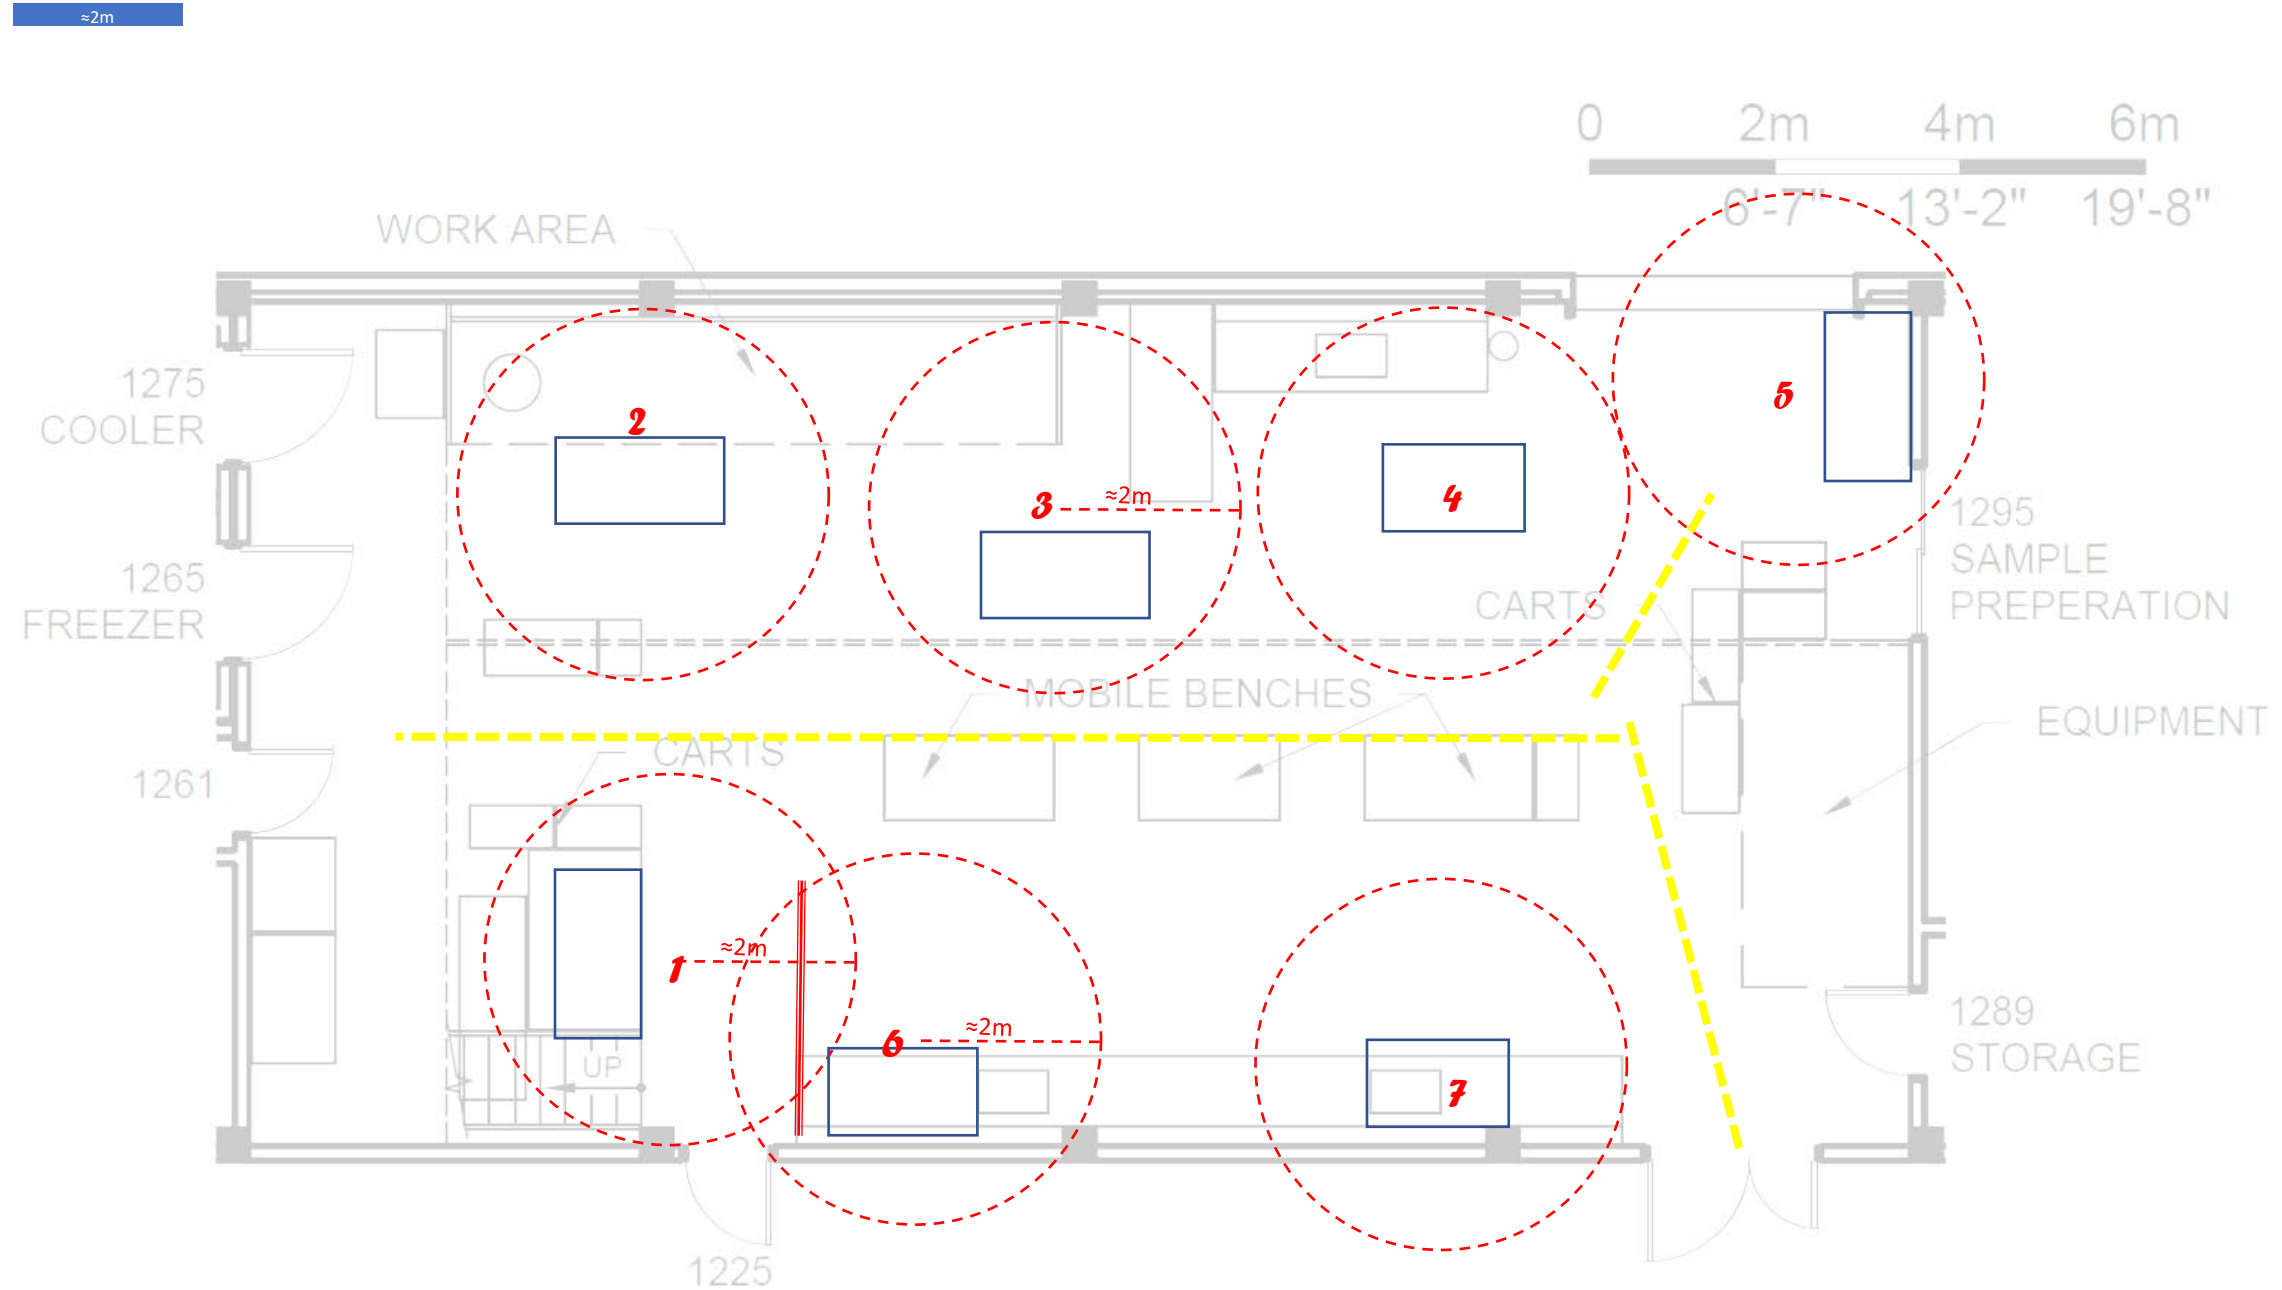 ≈2m
0 2m 4m 6m
6'-7" 13'-2" 19'-8"
WORK AREA
1275
COOLER
2
5
3
≈2m
4
1295
SAMPLE
PREPERATION
1265
FREEZER
CARTS
MOBILE BENCHES
EQUIPMENT
CARTS
1261
≈2m
1
6
≈2m
1289
STORAGE
UP
7
1225